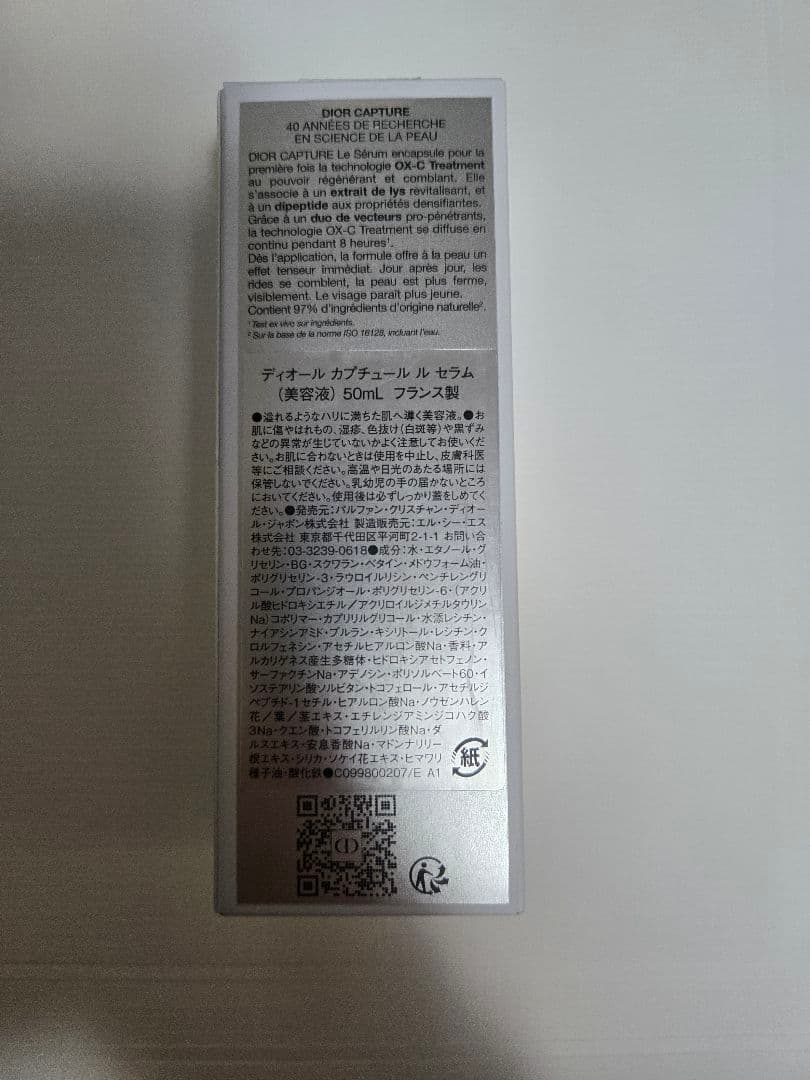 DIOR CAPTURE
40 ANNÉES DE RECHERCHE
EN SCIENCE DE LA PEAU
DIOR CAPTURE Le Sérum encapsule pour la
première fois la technologie OX-C Treatment
au pouvoir régénérant et comblant. Elle
s'associe à un extrait de lys revitalisant, et
à un dipeptide aux propriétés densifiantes.
Grâce à un duo de vecteurs pro-pénétrants,
la technologie OX-C Treatment se diffuse en
continu pendant 8 heures¹.
Dès l'application, la formule offre à la peau un
effet tenseur immédiat. Jour après jour, les
rides se comblent, la peau est plus ferme,
visiblement. Le visage paraît plus jeune.
Contient 97% d'ingrédients d'origine naturelle².
¹ Test ex vivo sur ingrédients.
² Sur la base de la norme ISO 16128, incluant l'eau.
ディオール カプチュール ル セラム
(美容液) 50mL フランス製
●溢れるようなハリに満ちた肌へ導く美容液。●お
肌に傷やはれもの、湿疹、色抜け(白斑等)や黒ずみ
などの異常が生じていないかよく注意してお使いくだ
さい。お肌に合わないときは使用を中止し、皮膚科医
等にご相談ください。高温や日光のあたる場所には
保管しないでください。乳幼児の手の届かないところ
においてください。使用後は必ずしっかり蓋をしめてく
ださい。●発売元:パルファン・クリスチャン・ディオー
ル・ジャポン株式会社 製造販売元:エル・シー・エス
株式会社 東京都千代田区平河町2-1-1 お問い合
わせ先:03-3239-0618●成分:水・エタノール・グ
リセリン・BG・スクワラン・ベタイン・メドウフォーム油・
ポリグリセリン-3・ラウロイルリシン・ペンチレングリ
コール・プロパンジオール・ポリグリセリン-6・(アクリ
ル酸ヒドロキシエチル/アクリロイルジメチルタウリン
Na)コポリマー・カプリリルグリコール・水添レシチン・
ナイアシンアミド・プルラン・キシリトール・レシチン・ク
ロルフェネシン・アセチルヒアルロン酸Na・香料・ア
ルカリゲネス産生多糖体・ヒドロキシアセトフェノン・
サーファクチンNa・アデノシン・ポリソルベート60・イ
ソステアリン酸ソルビタン・トコフェロール・アセチルジ
ペプチド-1セチル・ヒアルロン酸Na・ノウゼンハレン
花/葉/茎エキス・エチレンジアミンジコハク酸
3Na・クエン酸・トコフェリルリン酸Na・ダ
ルスエキス・安息香酸Na・マドンナリリー
根エキス・シリカ・ソケイ花エキス・ヒマワリ
種子油・酸化鉄●C099800207/E A1
紙
CD